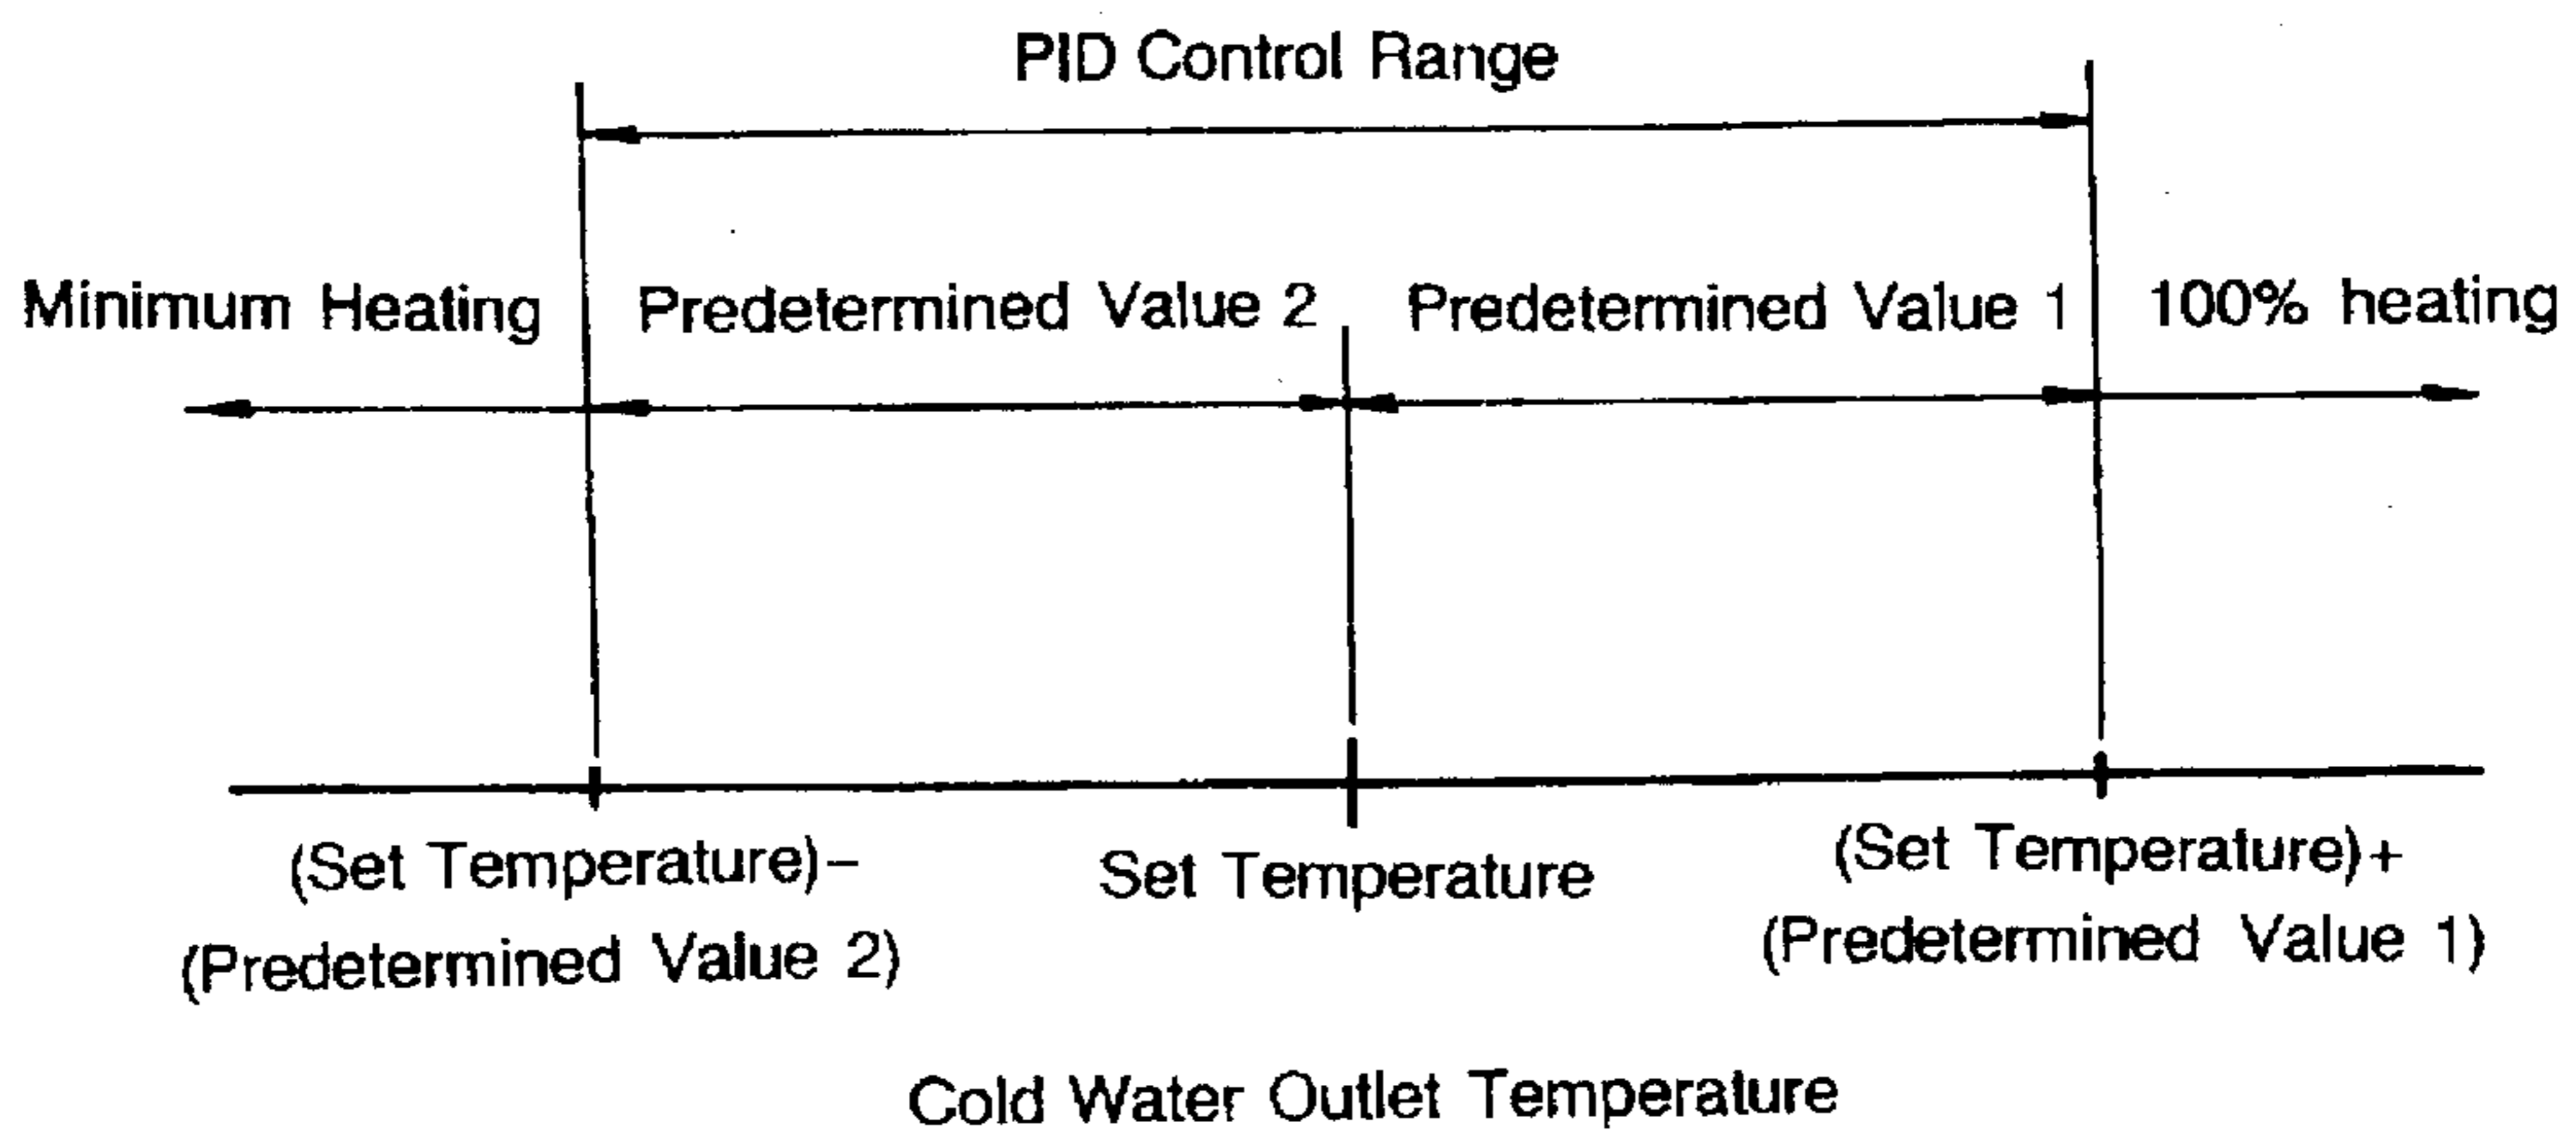 PID Control Range
Minimum Heating
Predetermined Value 2
Predetermined Value 1
100% heating
(Set Temperature)–
(Predetermined Value 2)
Set Temperature
(Set Temperature)+
(Predetermined Value 1)
Cold Water Outlet Temperature